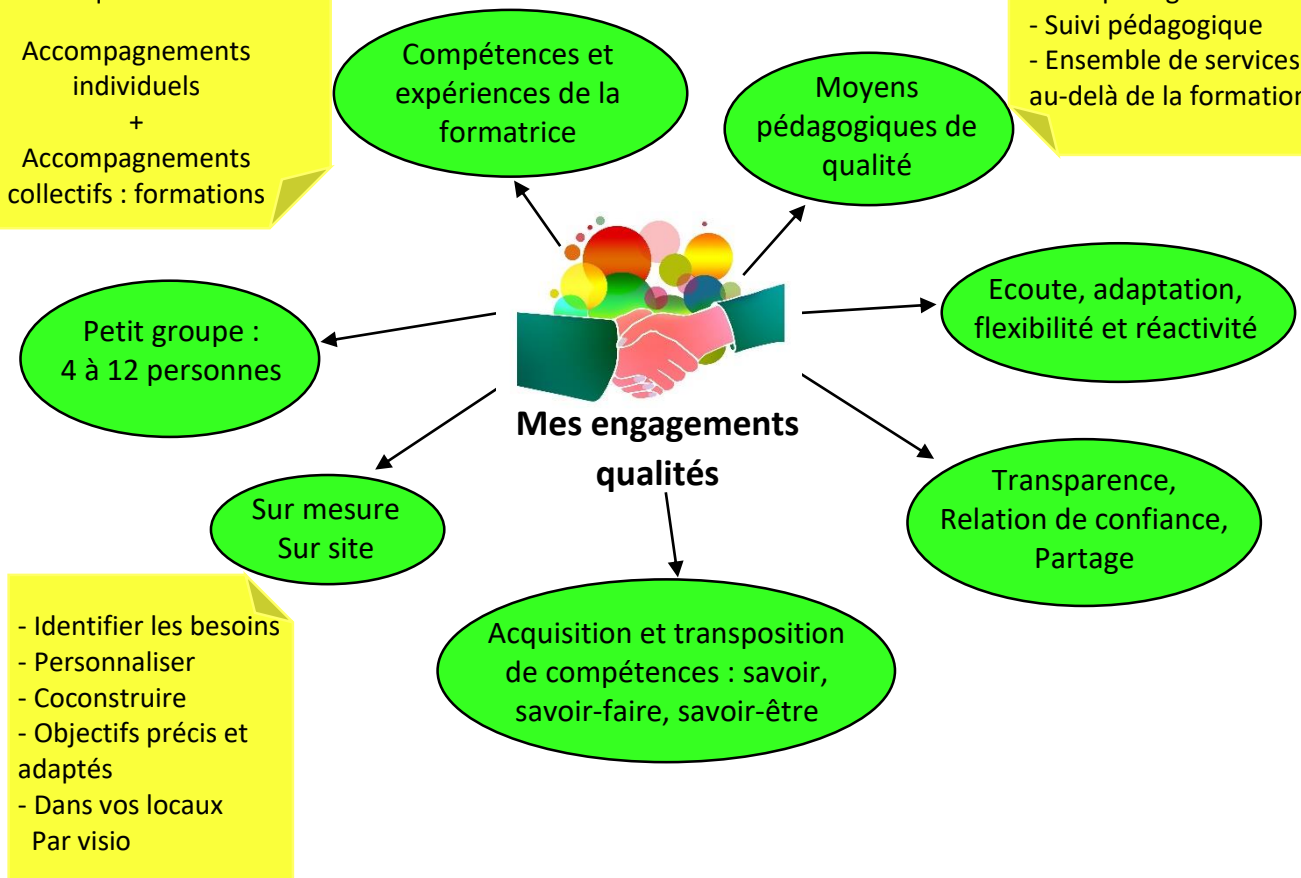 Accompagnements
individuels
+
Accompagnements
collectifs : formations
Compétences et
expériences de la
formatrice
Moyens
pédagogiques de
qualité
- Suivi pédagogique
- Ensemble de services
au-delà de la formation
Petit groupe :
4 à 12 personnes
Ecoute, adaptation,
flexibilité et réactivité
Mes engagements
qualités
Sur mesure
Sur site
Transparence,
Relation de confiance,
Partage
Acquisition et transposition
de compétences : savoir,
savoir-faire, savoir-être
- Identifier les besoins
- Personnaliser
- Coconstruire
- Objectifs précis et
adaptés
- Dans vos locaux
Par visio